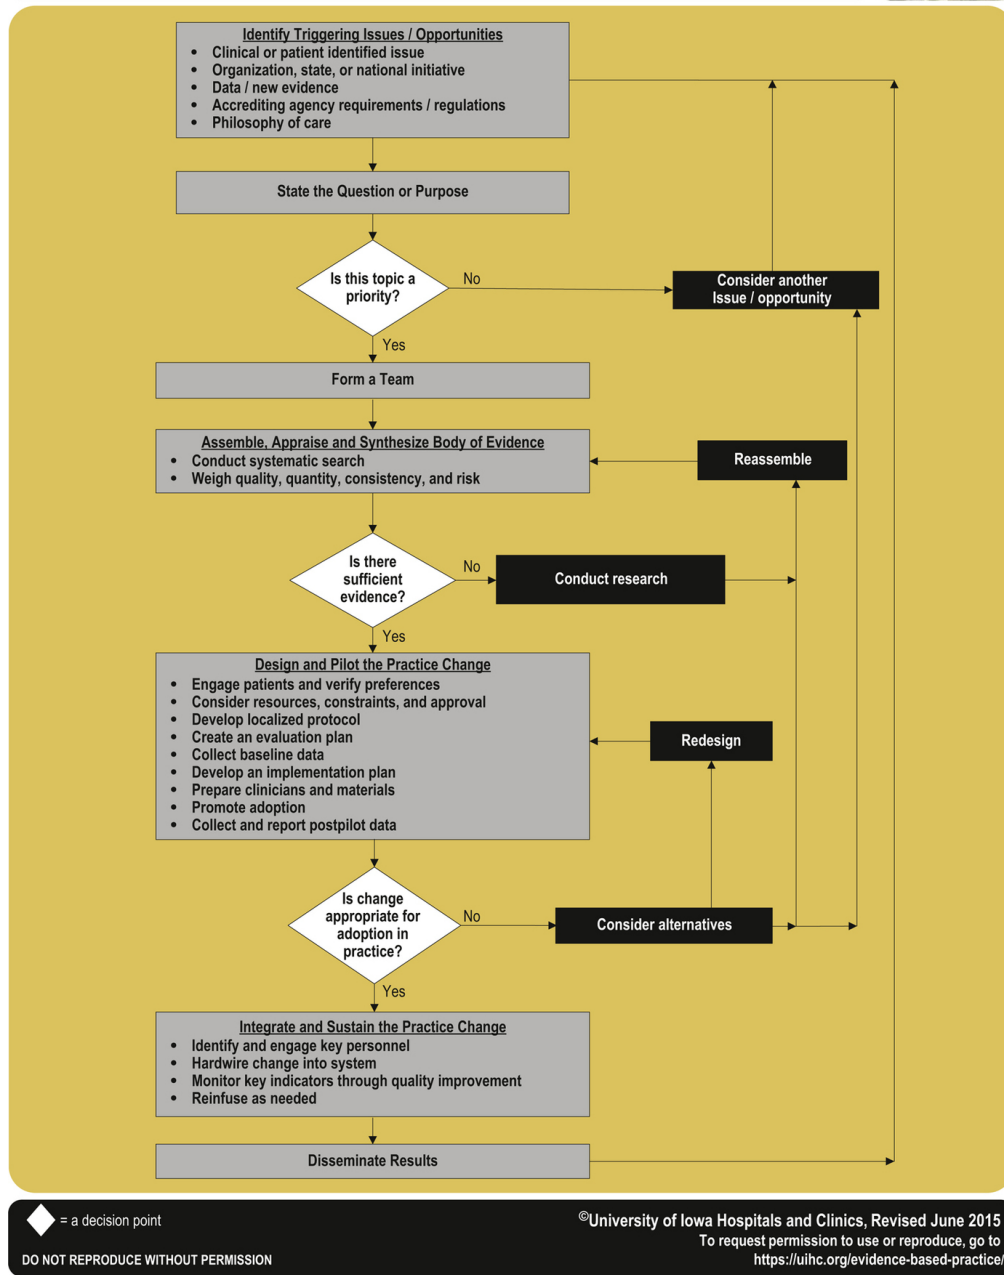 Identify Triggering Issues / Opportunities
• Clinical or patient identified issue
• Organization, state, or national initiative
• Data / new evidence
• Accrediting agency requirements / regulations
• Philosophy of care
State the Question or Purpose
Is this topic a
priority?
No
Consider another
Issue / opportunity
Yes
Form a Team
Assemble, Appraise and Synthesize Body of Evidence
• Conduct systematic search
• Weigh quality, quantity, consistency, and risk
Reassemble
Is there
sufficient
evidence?
No
Conduct research
Yes
Design and Pilot the Practice Change
• Engage patients and verify preferences
• Consider resources, constraints, and approval
• Develop localized protocol
• Create an evaluation plan
• Collect baseline data
• Develop an implementation plan
• Prepare clinicians and materials
• Promote adoption
• Collect and report postpilot data
Redesign
Is change
appropriate for
adoption in
practice?
No
Consider alternatives
Yes
Integrate and Sustain the Practice Change
• Identify and engage key personnel
• Hardwire change into system
• Monitor key indicators through quality improvement
• Reinfuse as needed
Disseminate Results
= a decision point
DO NOT REPRODUCE WITHOUT PERMISSION
©University of Iowa Hospitals and Clinics, Revised June 2015
To request permission to use or reproduce, go to
https://uihc.org/evidence-based-practice/